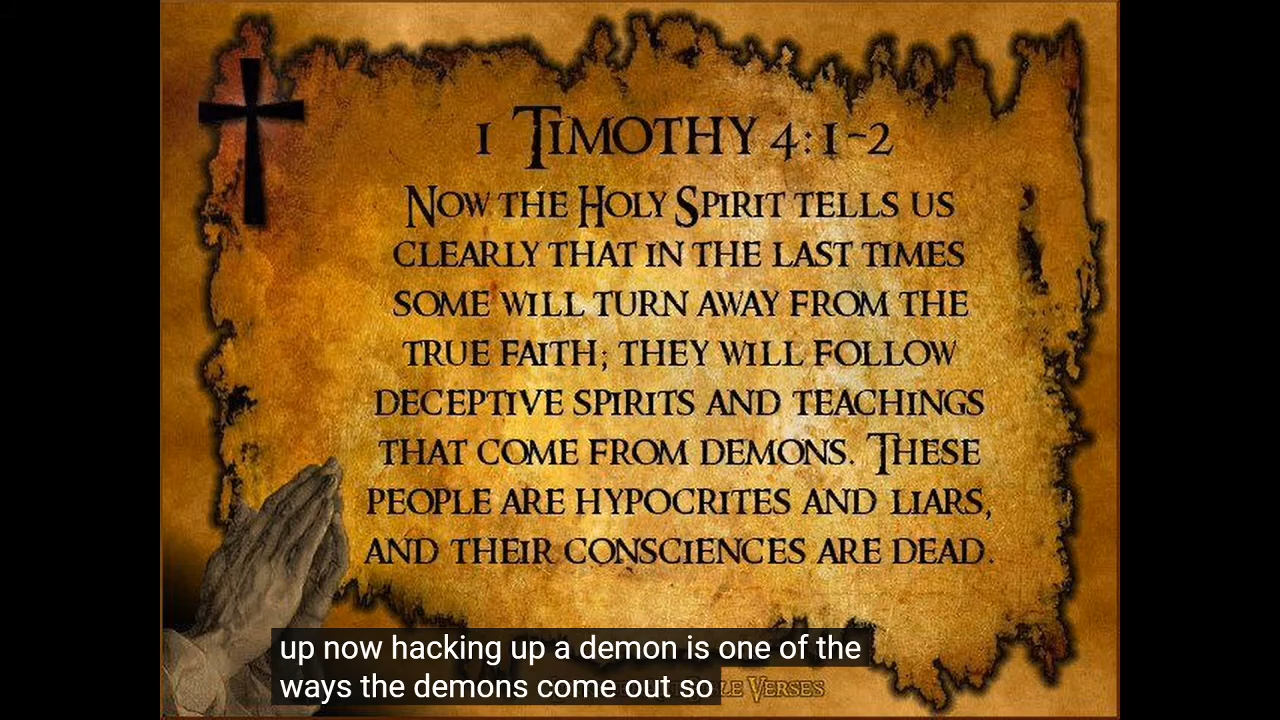 1 Timothy 4:1-2
Now the Holy Spirit tells us
clearly that in the last times
some will turn away from the
true faith; they will follow
deceptive spirits and teachings
that come from demons. These
people are hypocrites and liars,
and their consciences are dead.
up now hacking up a demon is one of the
ways the demons come out so
Verses